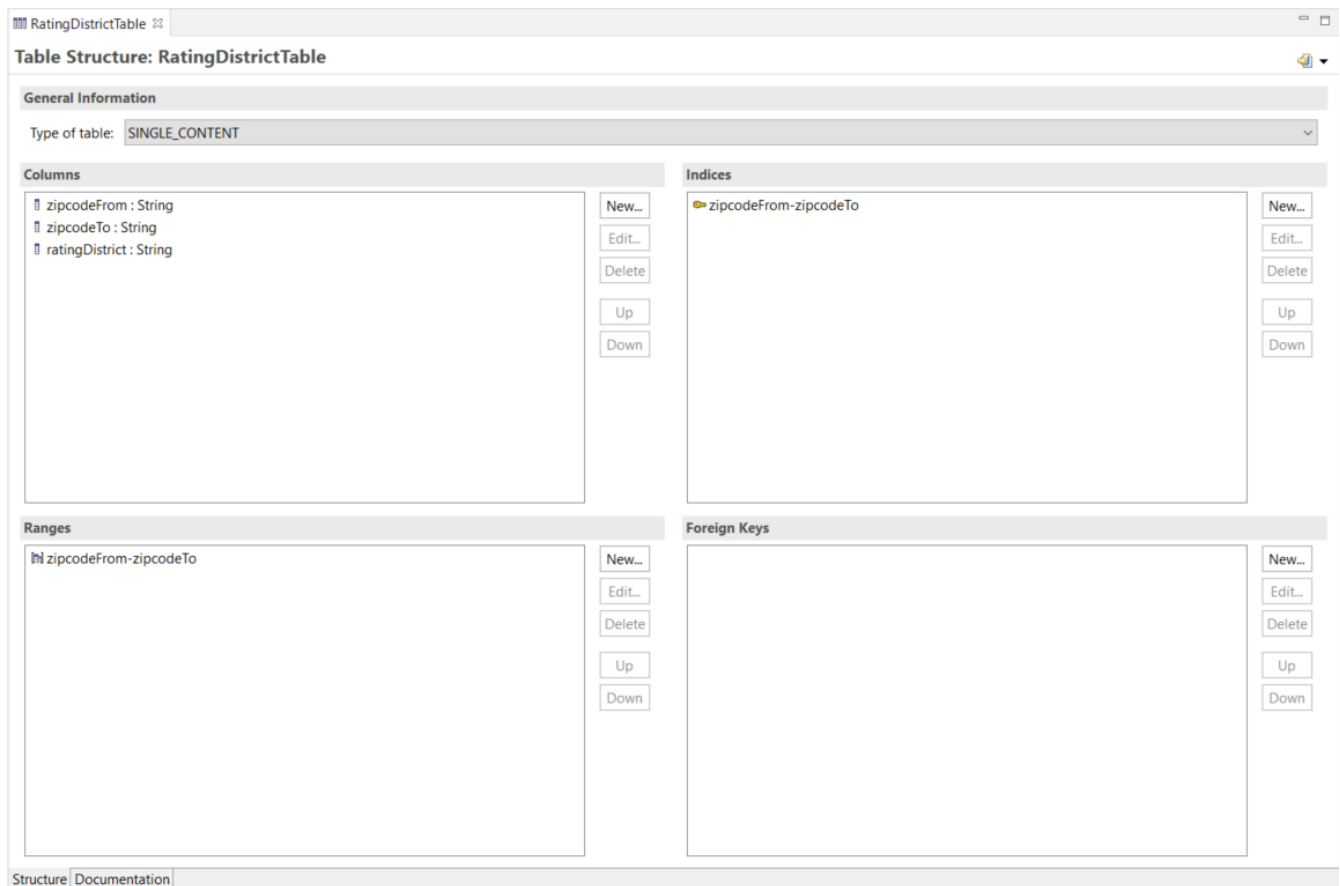 RatingDistrictTable
Table Structure: RatingDistrictTable
General Information
Type of table: SINGLE_CONTENT
Columns
zipcodeFrom : String
zipcodeTo : String
ratingDistrict : String
New...
Edit...
Delete
Up
Down
Indices
zipcodeFrom-zipcodeTo
New...
Edit...
Delete
Up
Down
Ranges
zipcodeFrom-zipcodeTo
New...
Edit...
Delete
Up
Down
Foreign Keys
New...
Edit...
Delete
Up
Down
Structure Documentation